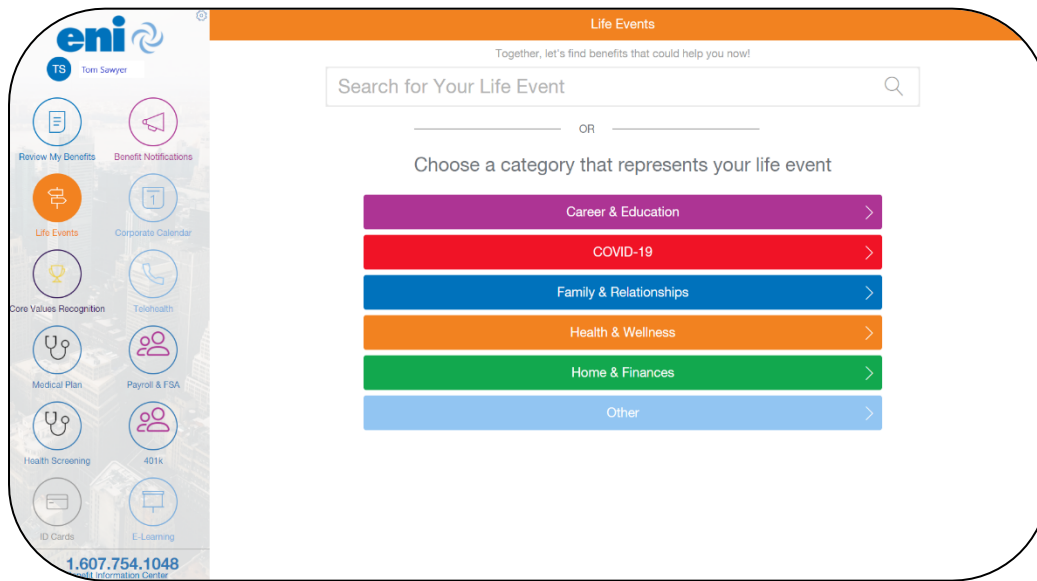 eni
TS Tom Sawyer
Review My Benefits
Benefit Notifications
Life Events
1
Corporate Calendar
Core Values Recognition
Telehealth
Medical Plan
Payroll & FSA
Health Screening
401k
ID Cards
E-Learning
1.607.754.1048
Information Center
Life Events
Together, let's find benefits that could help you now!
Search for Your Life Event
OR
Choose a category that represents your life event
Career & Education
COVID-19
Family & Relationships
Health & Wellness
Home & Finances
Other